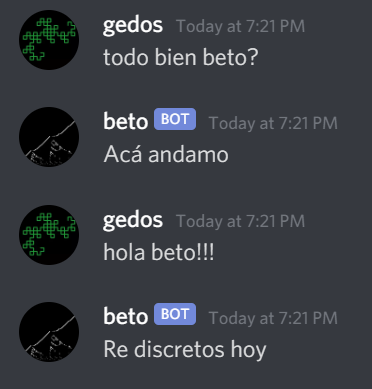 gedos Today at 7:21 PM
todo bien beto?
beto BOT Today at 7:21 PM
Acá andamo
gedos Today at 7:21 PM
hola beto!!!
beto BOT Today at 7:21 PM
Re discretos hoy